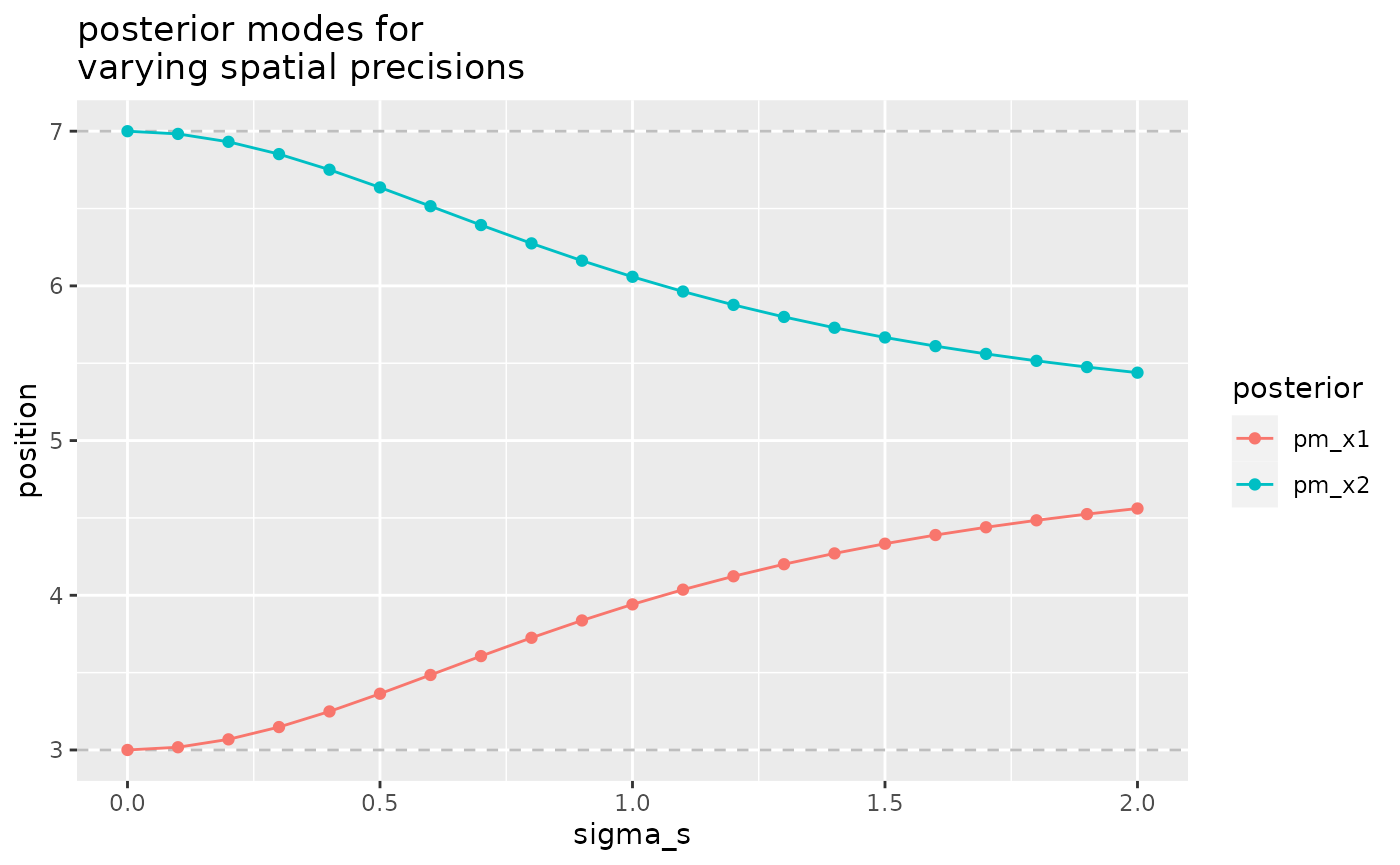 posterior modes for
varying spatial precisions
position
7
6
5
4
3
0.0
0.5
1.0
1.5
2.0
sigma_s
posterior
pm_x1
pm_x2